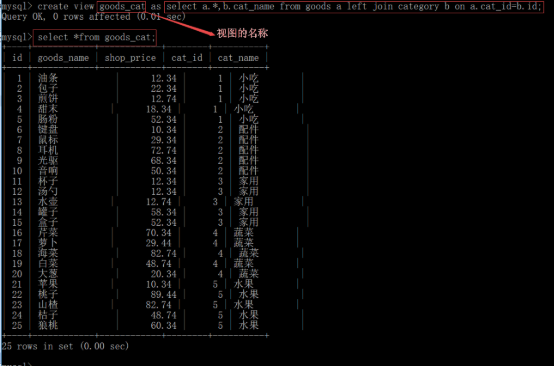 mysql> create view goods_cat as select a.*,b.cat_name from goods a left join category b on a.cat_id=b.id;
Query OK, 0 rows affected (0.01 sec)
视图的名称
mysql> select *from goods_cat;
+----+------------+------------+--------+----------+
| id | goods_name | shop_price | cat_id | cat_name |
+----+------------+------------+--------+----------+
| 1 | 油条 | 12.34 | 1 | 小吃 |
| 2 | 包子 | 22.34 | 1 | 小吃 |
| 3 | 煎饼 | 12.74 | 1 | 小吃 |
| 4 | 甜末 | 18.34 | 1 | 小吃 |
| 5 | 肠粉 | 52.34 | 1 | 小吃 |
| 6 | 键盘 | 10.34 | 2 | 配件 |
| 7 | 鼠标 | 29.34 | 2 | 配件 |
| 8 | 耳机 | 72.74 | 2 | 配件 |
| 9 | 光驱 | 68.34 | 2 | 配件 |
| 10 | 音响 | 50.34 | 2 | 配件 |
| 11 | 杯子 | 12.34 | 3 | 家用 |
| 12 | 汤勺 | 12.34 | 3 | 家用 |
| 13 | 水壶 | 12.74 | 3 | 家用 |
| 14 | 罐子 | 58.34 | 3 | 家用 |
| 15 | 盒子 | 52.34 | 3 | 家用 |
| 16 | 芹菜 | 70.34 | 4 | 蔬菜 |
| 17 | 萝卜 | 29.44 | 4 | 蔬菜 |
| 18 | 海菜 | 82.74 | 4 | 蔬菜 |
| 19 | 白菜 | 48.74 | 4 | 蔬菜 |
| 20 | 大葱 | 20.34 | 4 | 蔬菜 |
| 21 | 苹果 | 10.34 | 5 | 水果 |
| 22 | 桃子 | 89.44 | 5 | 水果 |
| 23 | 山楂 | 82.74 | 5 | 水果 |
| 24 | 桔子 | 48.74 | 5 | 水果 |
| 25 | 狼桃 | 60.34 | 5 | 水果 |
+----+------------+------------+--------+----------+
25 rows in set (0.00 sec)
mysql>